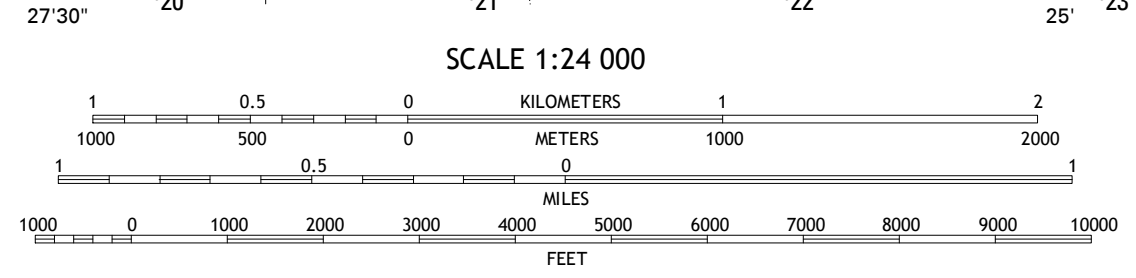 20 21 22 23
27'30" 25'
SCALE 1:24 000
1 0.5 0 KILOMETERS 1 2
1000 500 0 METERS 1000 2000
1 0.5 0 1
MILES
1000 0 1000 2000 3000 4000 5000 6000 7000 8000 9000 10000
FEET